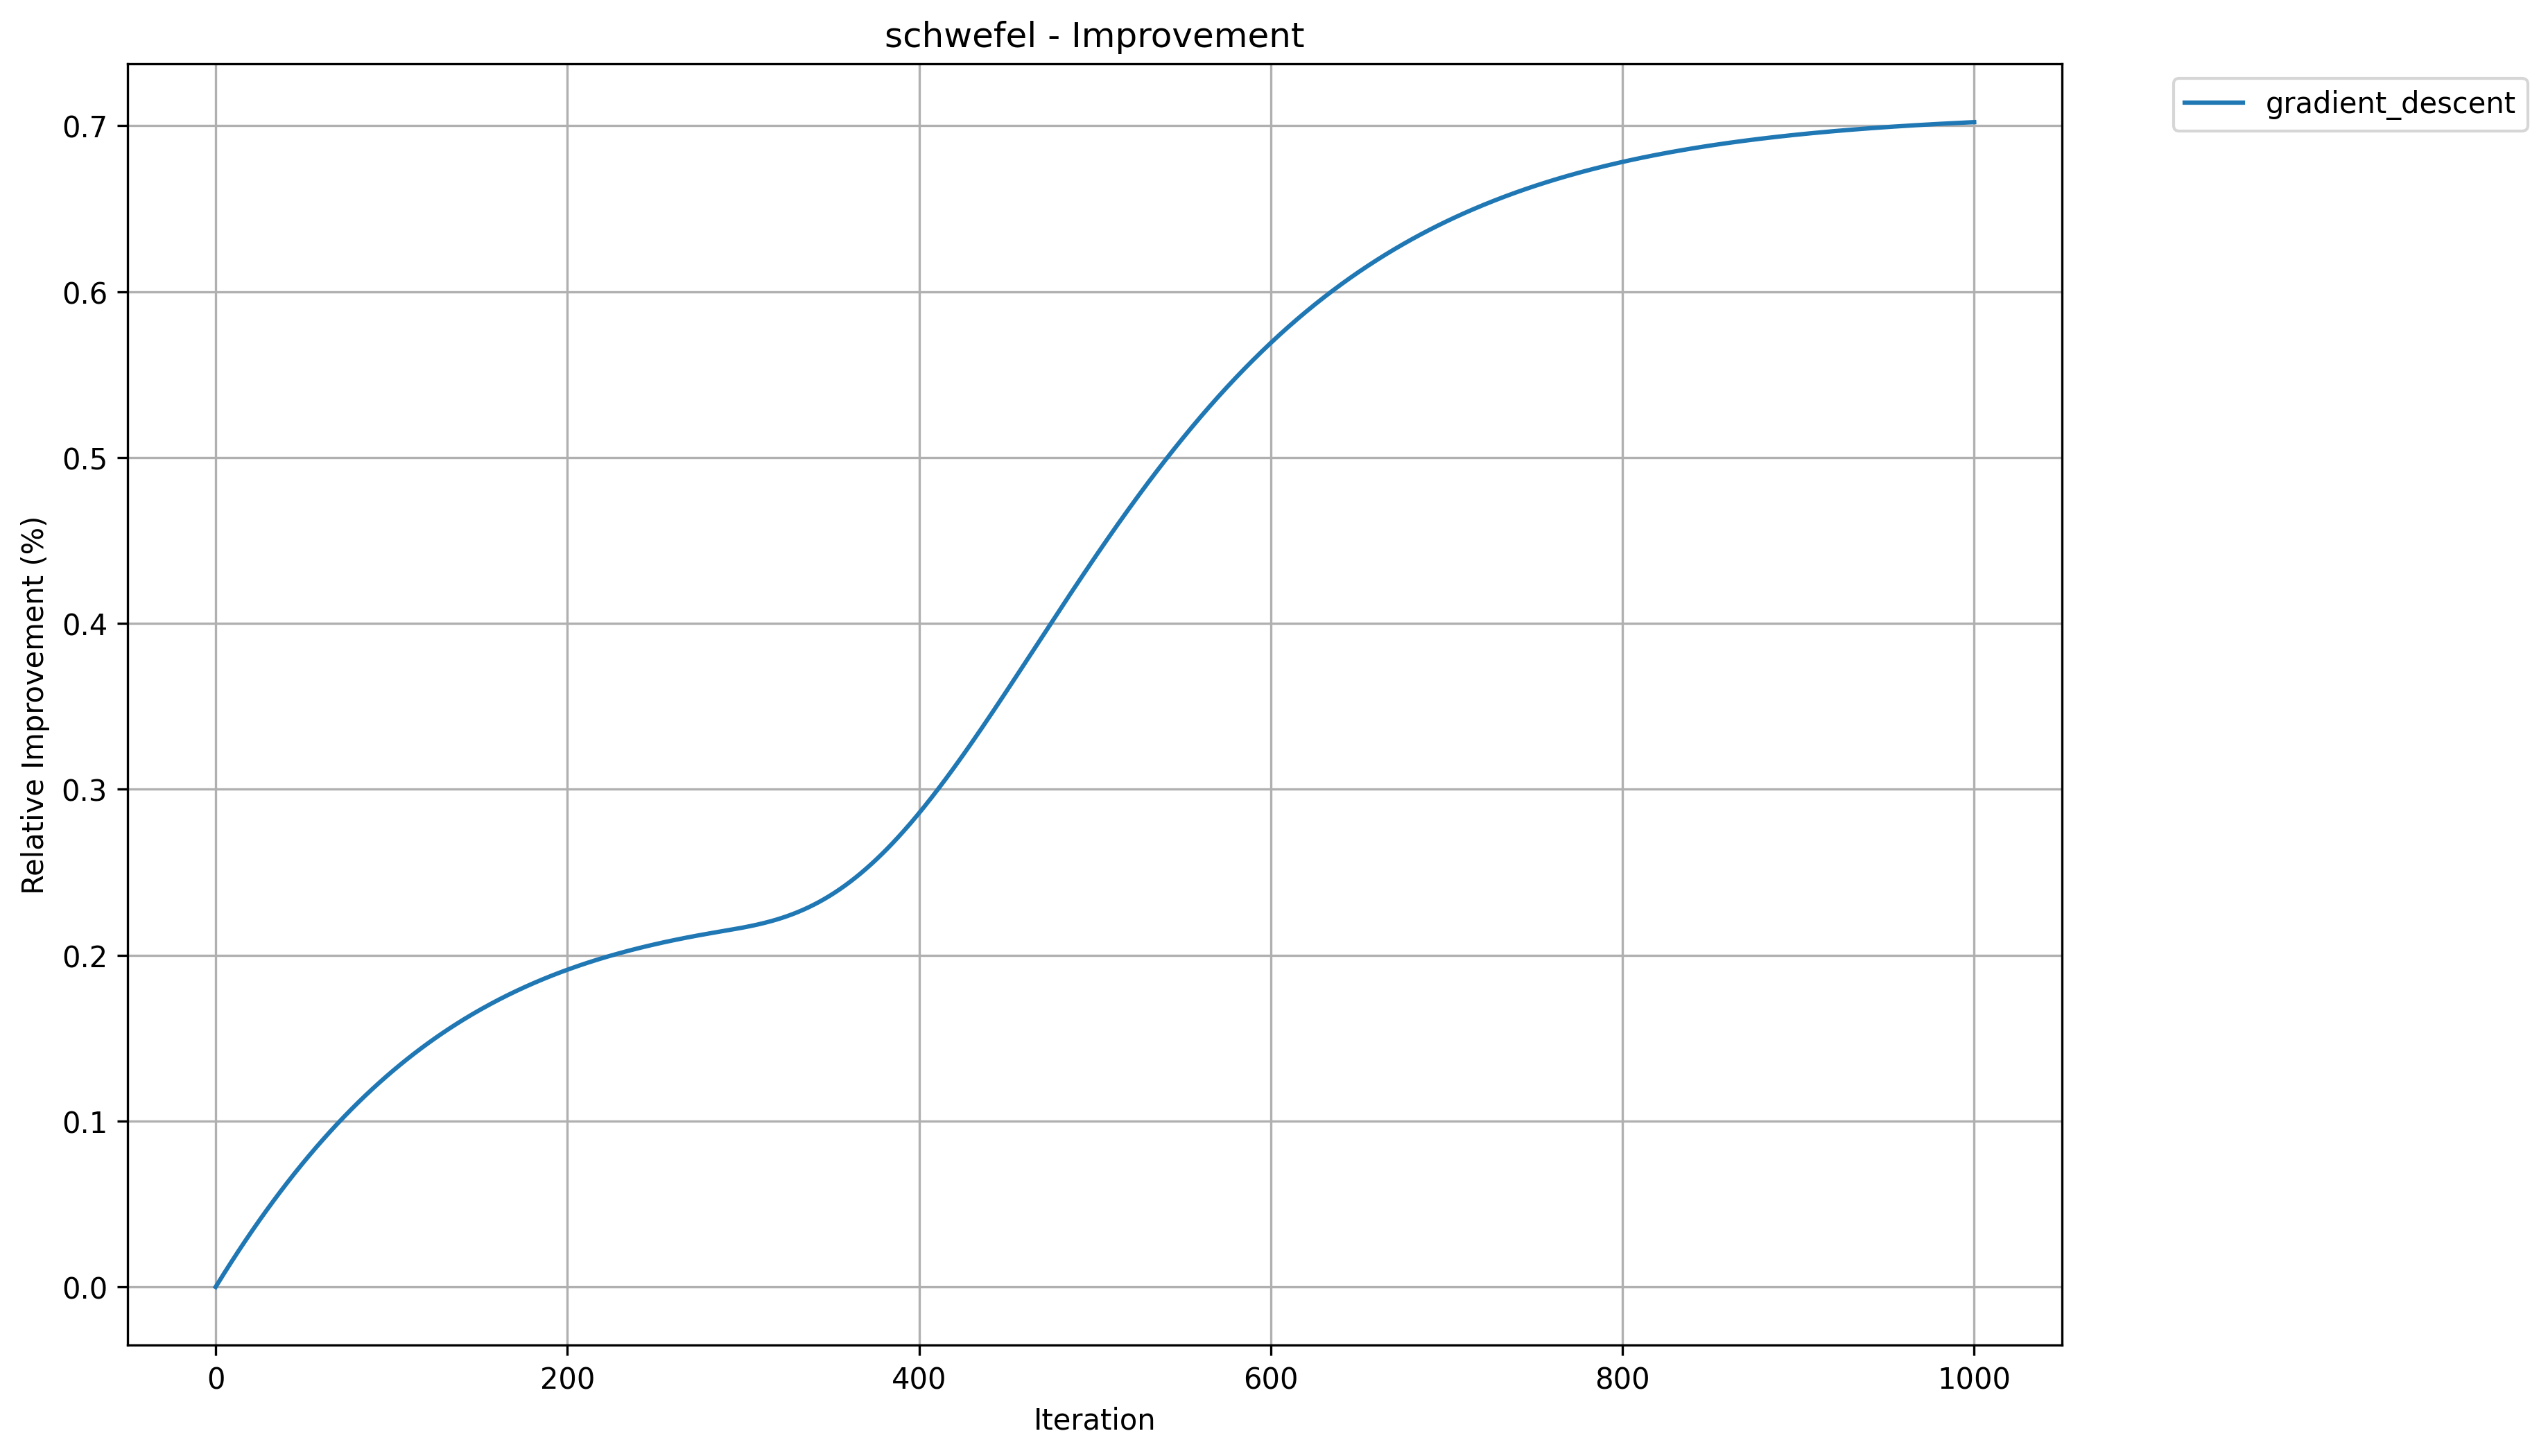 schwefel - Improvement
gradient_descent
Relative Improvement (%)
0.7
0.6
0.5
0.4
0.3
0.2
0.1
0.0
0 200 400 600 800 1000
Iteration